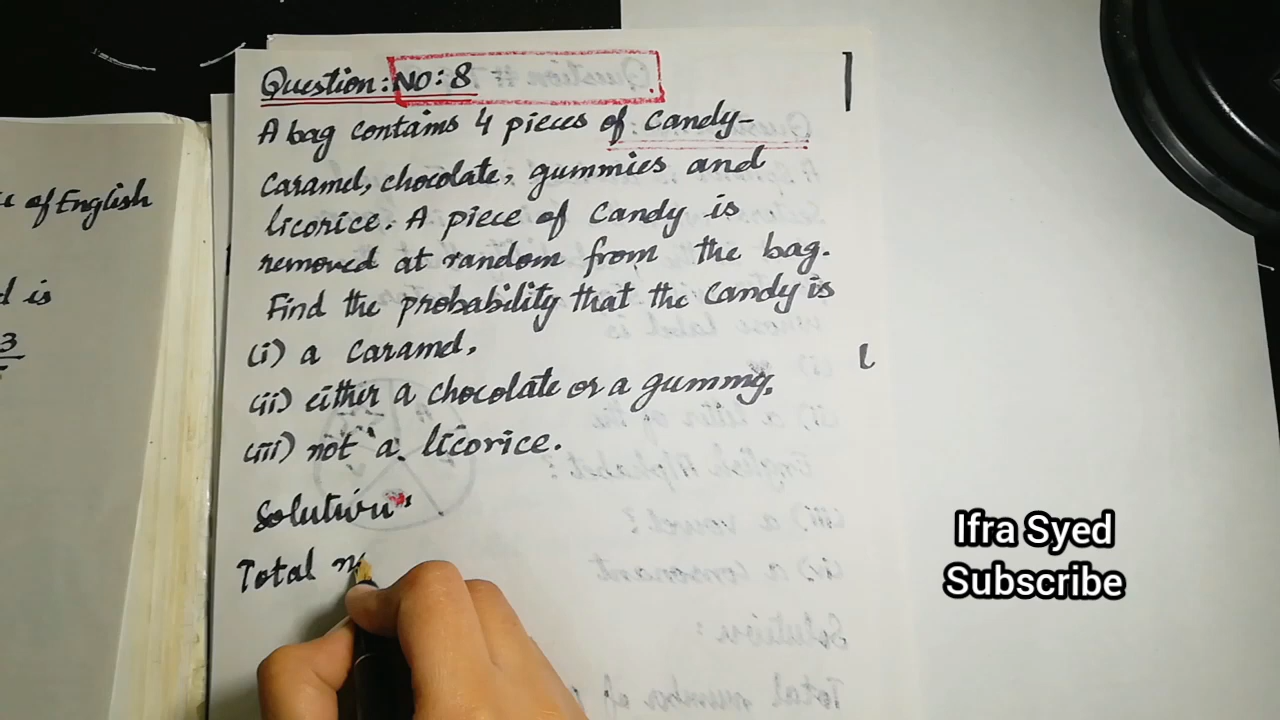 Question: NO: 8
A bag contains 4 pieces of candy-
caramel, chocolate, gummies and
licorice. A piece of candy is
removed at random from the bag.
Find the probability that the candy is
(i) a caramel,
(ii) either a chocolate or a gummy,
(iii) not a licorice.
Solution:
Total n
of English
d is
3
Ifra Syed
Subscribe